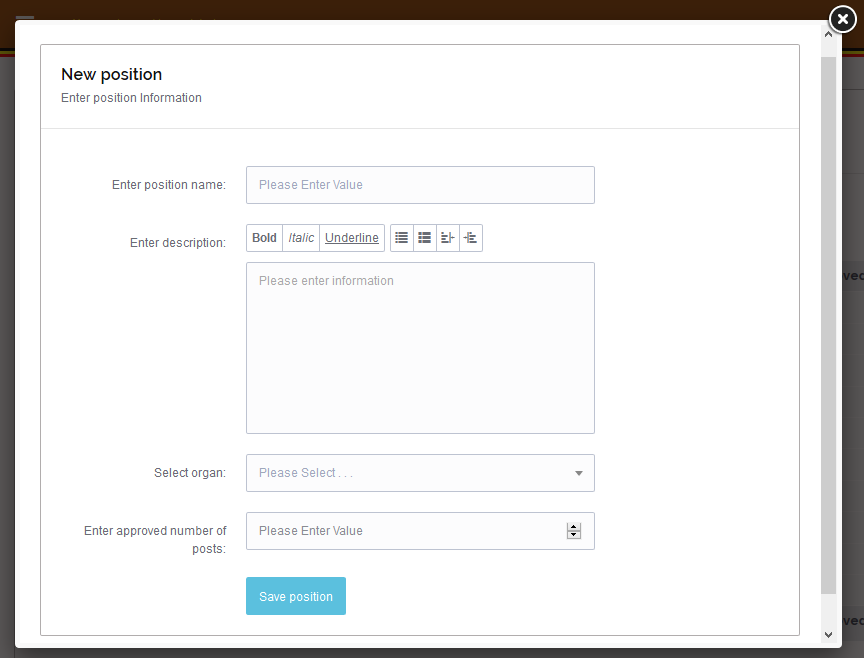 New position
Enter position Information
Enter position name:
Please Enter Value
Enter description:
Bold Italic Underline
Please enter information
Select organ:
Please Select . . .
Enter approved number of
posts:
Please Enter Value
Save position